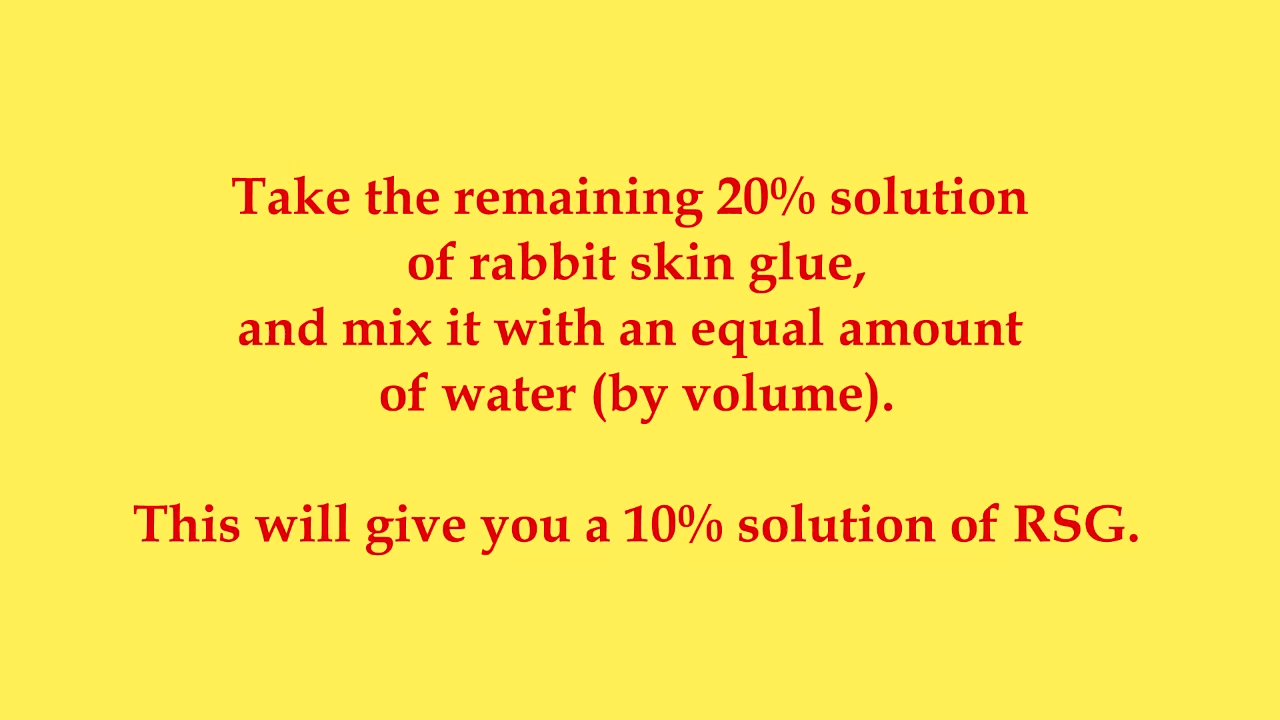 Take the remaining 20% solution
of rabbit skin glue,
and mix it with an equal amount
of water (by volume).
This will give you a 10% solution of RSG.